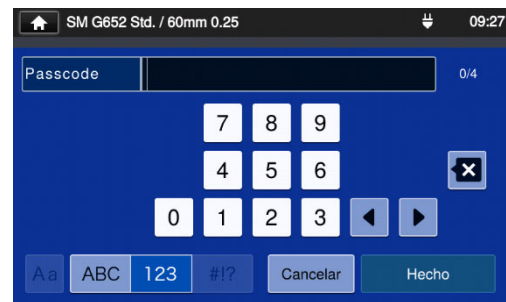 SM G652 Std. / 60mm 0.25 09:27
Passcode 0/4
7 8 9
4 5 6
0 1 2 3
Aa ABC 123 #!? Cancelar Hecho